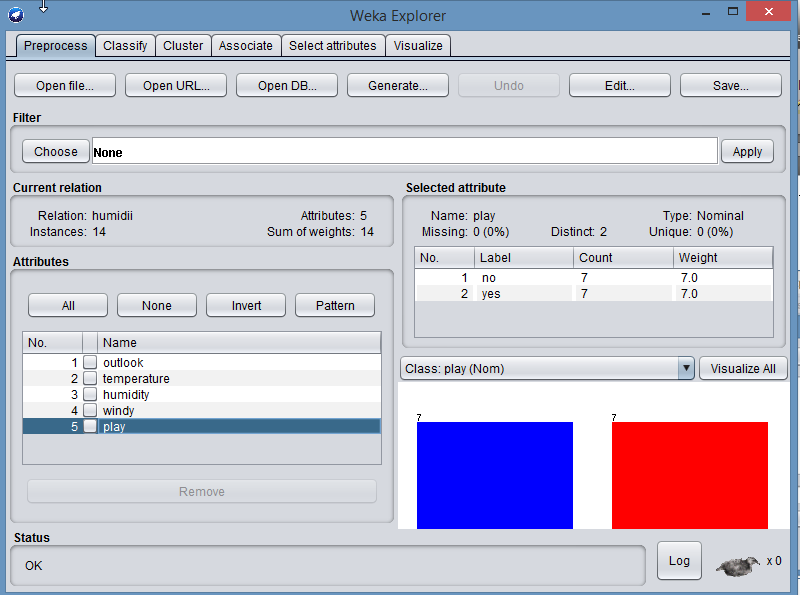 Weka Explorer
Preprocess Classify Cluster Associate Select attributes Visualize
Open file... Open URL... Open DB... Generate... Undo Edit... Save...
Filter
Choose None Apply
Current relation
Relation: humidii Attributes: 5
Instances: 14 Sum of weights: 14
Attributes
All None Invert Pattern
No. Name
1 outlook
2 temperature
3 humidity
4 windy
5 play
Remove
Selected attribute
Name: play Type: Nominal
Missing: 0 (0%) Distinct: 2 Unique: 0 (0%)
No. Label Count Weight
1 no 7 7.0
2 yes 7 7.0
Class: play (Nom) Visualize All
7 7
Status
OK Log x 0